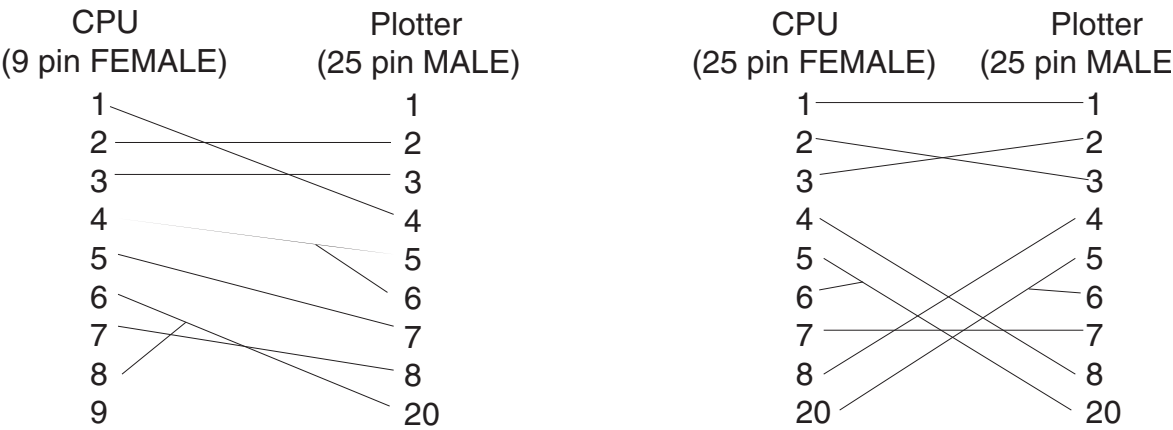 CPU Plotter CPU Plotter
(9 pin FEMALE) (25 pin MALE) (25 pin FEMALE) (25 pin MALE
1 1 1 1
2 2 2 2
3 3 3 3
4 4 4 4
5 5 5 5
6 6 6 6
7 7 7 7
8 8 8 8
9 20 20 20